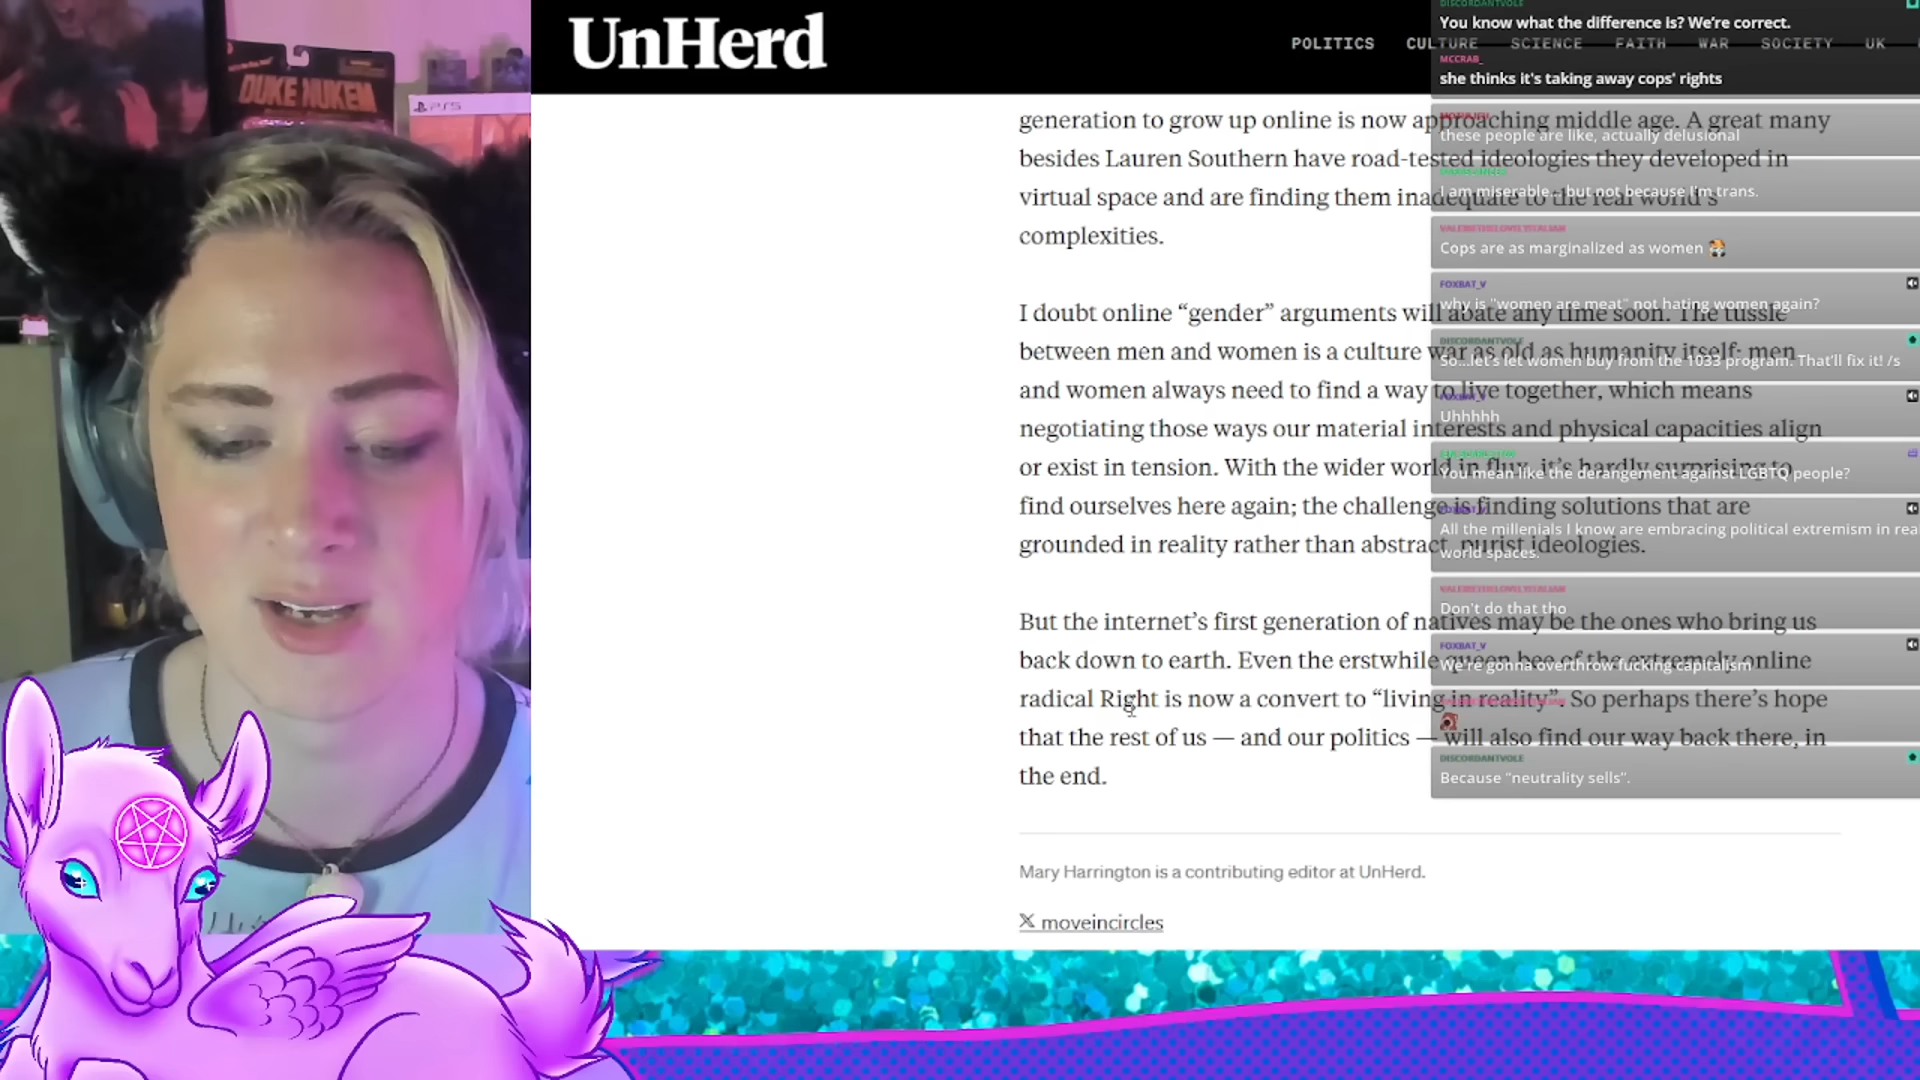 DUKE NUKEM
PS5
UnHerd
POLITICS CULTURE SCIENCE FAITH WAR SOCIETY UK
generation to grow up online is now approaching middle age. A great many
besides Lauren Southern have road-tested ideologies they developed in
virtual space and are finding them inadequate to the real world's
complexities.
I doubt online “gender” arguments will abate any time soon. The tussle
between men and women is a culture war as old as humanity itself: men
and women always need to find a way to live together, which means
negotiating those ways our material interests and physical capacities align
or exist in tension. With the wider world in flux, it’s hardly surprising to
find ourselves here again; the challenge is finding solutions that are
grounded in reality rather than abstract, purist ideologies.
But the internet’s first generation of natives may be the ones who bring us
back down to earth. Even the erstwhile queen bee of the extremely online
radical Right is now a convert to “living in reality”. So perhaps there’s hope
that the rest of us — and our politics — will also find our way back there, in
the end.
Mary Harrington is a contributing editor at UnHerd.
X moveincircles
DISCORDANTVOLE
You know what the difference is? We’re correct.
MCCRAB_
she thinks it's taking away cops' rights
these people are like, actually delusional
I am miserable... but not because I’m trans.
Cops are as marginalized as women
FOXBAT_V
why is "women are meat" not hating women again?
DISCORDANTVOLE
So...let’s let women buy from the 1033 program. That’ll fix it! /s
FOXBAT_V
Uhhhhh
You mean like the derangement against LGBTQ people?
FOXBAT_V
All the millenials I know are embracing political extremism in real
world spaces.
Don't do that tho
FOXBAT_V
We're gonna overthrow fucking capitalism
DISCORDANTVOLE
Because “neutrality sells”.